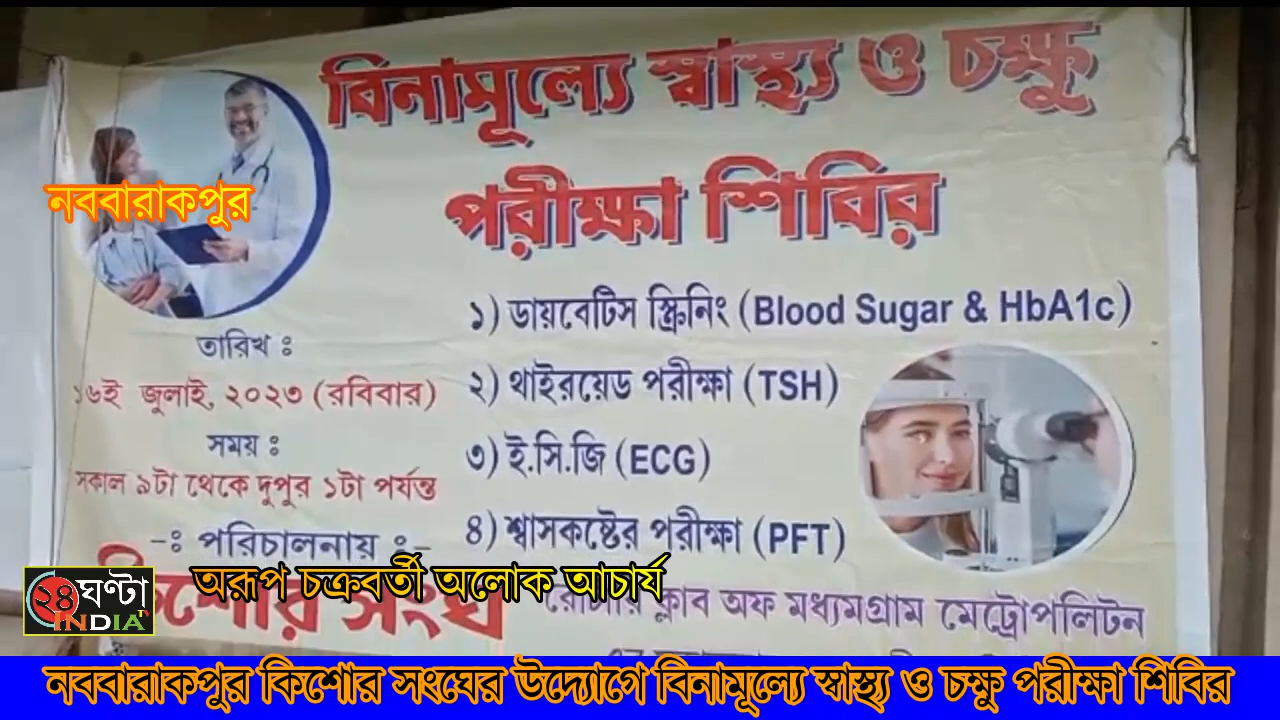 বিনামূল্যে স্বাস্থ্য ও চক্ষু
পরীক্ষা শিবির
নববারাকপুর
তারিখ ঃ
১৬ই জুলাই, ২০২৩ (রবিবার)
সময় ঃ
সকাল ৯টা থেকে দুপুর ১টা পর্যন্ত
-ঃ পরিচালনায় ঃ-
কিশোর সংঘ
১) ডায়বেটিস স্ক্রিনিং (Blood Sugar & HbA1c)
২) থাইরয়েড পরীক্ষা (TSH)
৩) ই.সি.জি (ECG)
৪) শ্বাসকষ্টের পরীক্ষা (PFT)
রোটারি ক্লাব অফ মধ্যমগ্রাম মেট্রোপলিটন
অরূপ চক্রবর্তী অলোক আচার্য
২৪ ঘণ্টা
INDIA
নববারাকপুর কিশোর সংঘের উদ্যোগে বিনামূল্যে স্বাস্থ্য ও চক্ষু পরীক্ষা শিবির